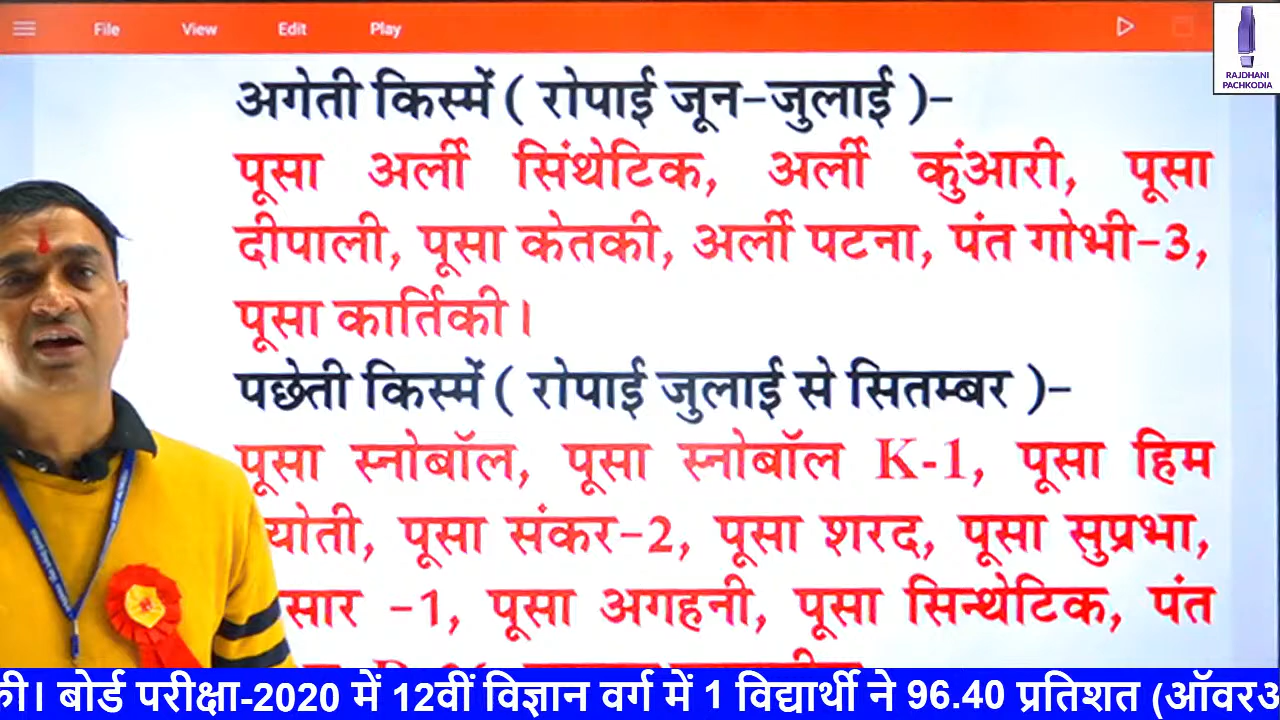 File View Edit Play
RAJDHANI
PACHKODIA
अगेती किस्में ( रोपाई जून-जुलाई )-
पूसा अर्ली सिंथेटिक, अर्ली कुंआरी, पूसा
दीपाली, पूसा केतकी, अर्ली पटना, पंत गोभी-3,
पूसा कार्तिकी।
पछेती किस्में ( रोपाई जुलाई से सितम्बर )-
पूसा स्नोबॉल, पूसा स्नोबॉल K-1, पूसा हिम
योती, पूसा संकर-2, पूसा शरद, पूसा सुप्रभा,
सार -1, पूसा अगहनी, पूसा सिन्थेटिक, पंत
की। बोर्ड परीक्षा-2020 में 12वीं विज्ञान वर्ग में 1 विद्यार्थी ने 96.40 प्रतिशत